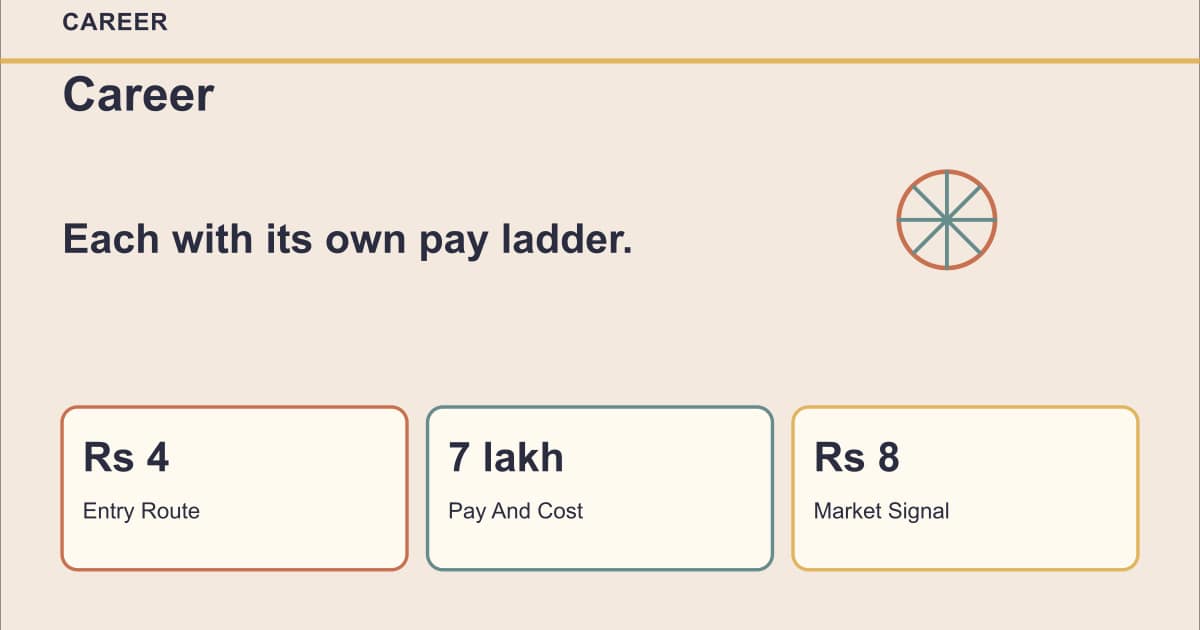 CAREER
Career
Each with its own pay ladder.
Rs 4
Entry Route
7 lakh
Pay And Cost
Rs 8
Market Signal